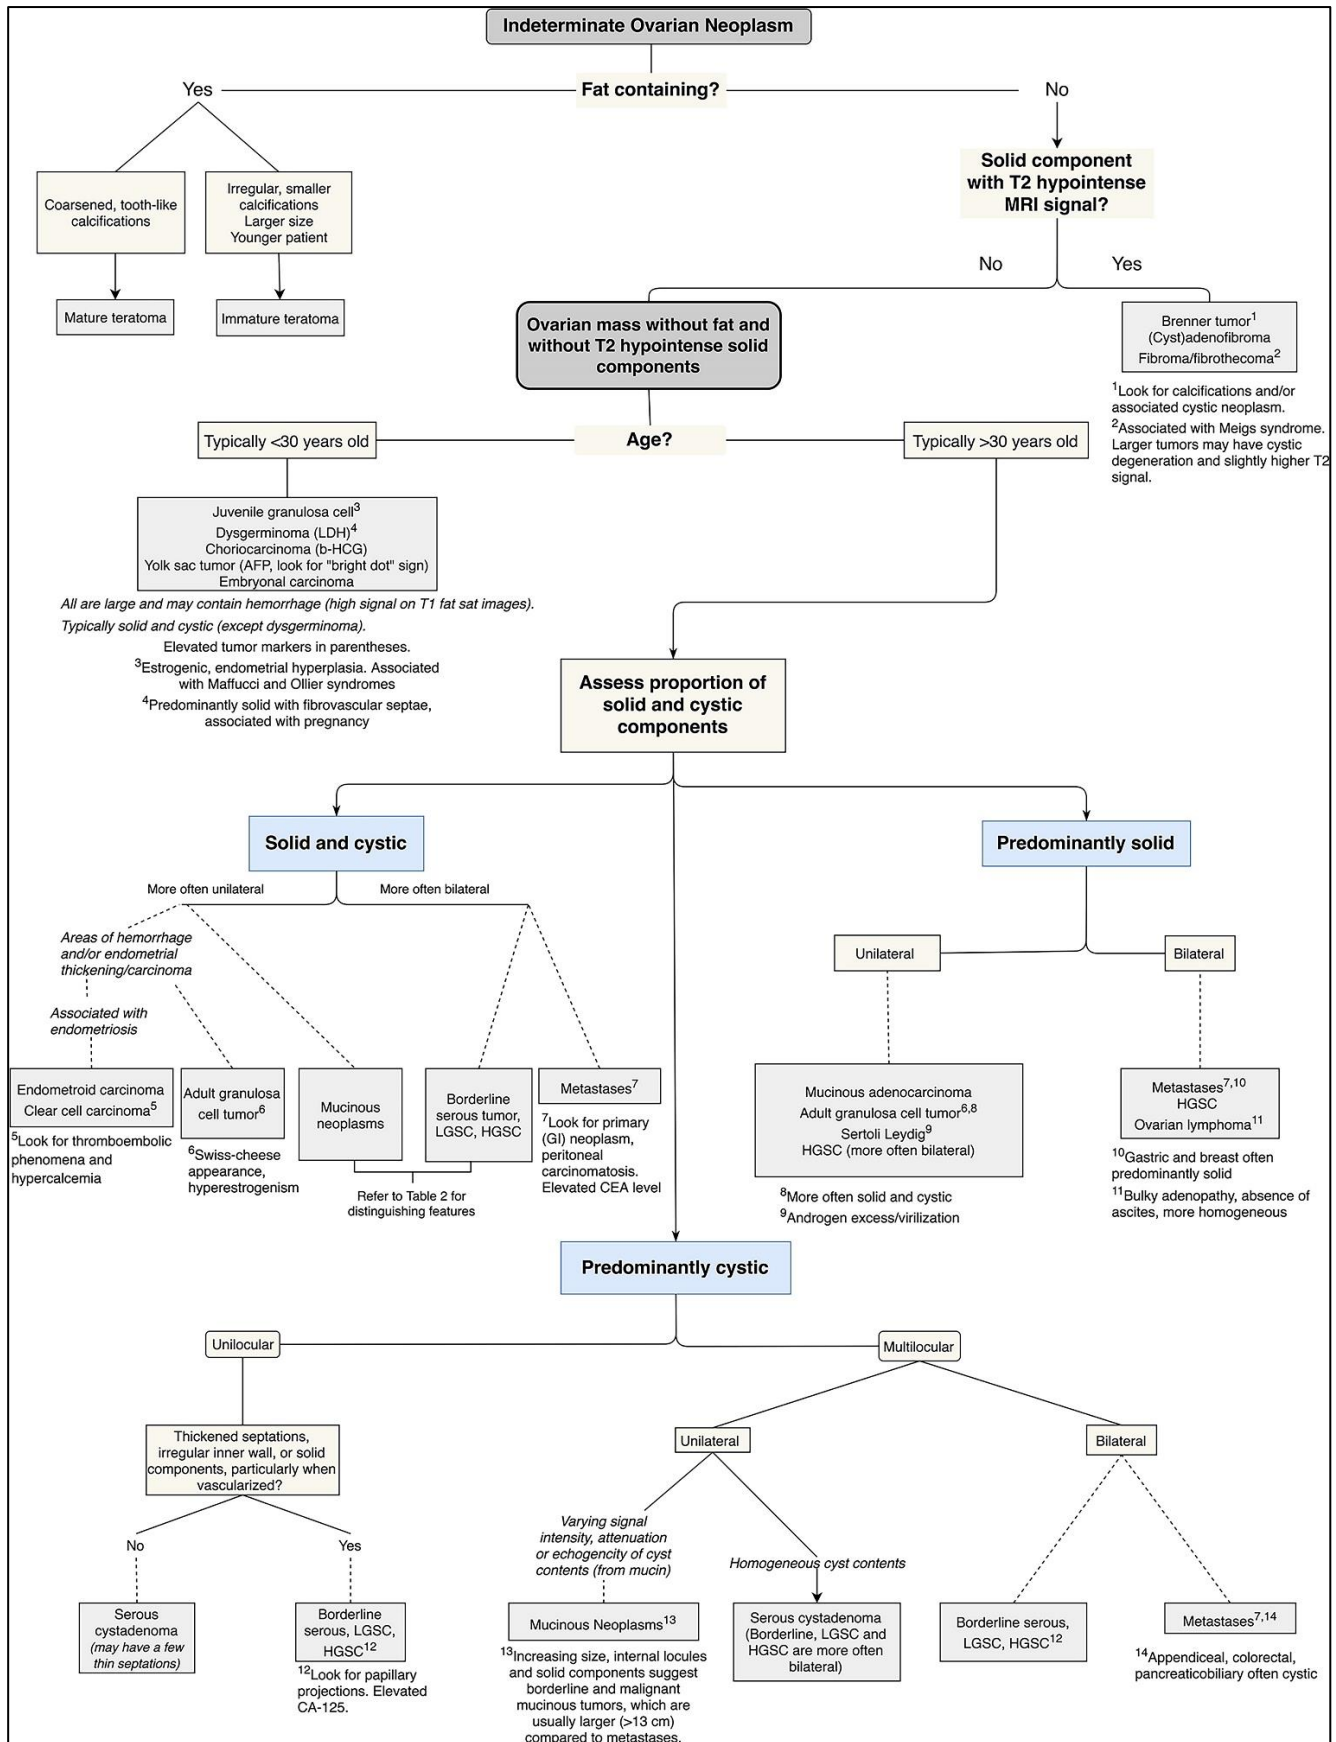 Indeterminate Ovarian Neoplasm
Fat containing?
Yes
No
Coarsened, tooth-like
calcifications
Irregular, smaller
calcifications
Larger size
Younger patient
Mature teratoma
Immature teratoma
Solid component
with T2 hypointense
MRI signal?
No
Yes
Brenner tumor1
(Cyst)adenofibroma
Fibroma/fibrothecoma2
1Look for calcifications and/or
associated cystic neoplasm.
2Associated with Meigs syndrome.
Larger tumors may have cystic
degeneration and slightly higher T2
signal.
Ovarian mass without fat and
without T2 hypointense solid
components
Age?
Typically <30 years old
Typically >30 years old
Juvenile granulosa cell3
Dysgerminoma (LDH)4
Choriocarcinoma (b-HCG)
Yolk sac tumor (AFP, look for "bright dot" sign)
Embryonal carcinoma
All are large and may contain hemorrhage (high signal on T1 fat sat images).
Typically solid and cystic (except dysgerminoma).
Elevated tumor markers in parentheses.
3Estrogenic, endometrial hyperplasia. Associated
with Maffucci and Ollier syndromes
4Predominantly solid with fibrovascular septae,
associated with pregnancy
Assess proportion of
solid and cystic
components
Solid and cystic
More often unilateral
More often bilateral
Areas of hemorrhage
and/or endometrial
thickening/carcinoma
Associated with
endometriosis
Endometroid carcinoma
Clear cell carcinoma5
5Look for thromboembolic
phenomena and
hypercalcemia
Adult granulosa
cell tumor6
6Swiss-cheese
appearance,
hyperestrogenism
Mucinous
neoplasms
Borderline
serous tumor,
LGSC, HGSC
Refer to Table 2 for
distinguishing features
Metastases7
7Look for primary
(GI) neoplasm,
peritoneal
carcinomatosis.
Elevated CEA level
Predominantly solid
Unilateral
Bilateral
Mucinous adenocarcinoma
Adult granulosa cell tumor6,8
Sertoli Leydig9
HGSC (more often bilateral)
8More often solid and cystic
9Androgen excess/virilization
Metastases7,10
HGSC
Ovarian lymphoma11
10Gastric and breast often
predominantly solid
11Bulky adenopathy, absence of
ascites, more homogeneous
Predominantly cystic
Unilocular
Multilocular
Thickened septations,
irregular inner wall, or solid
components, particularly when
vascularized?
No
Yes
Serous
cystadenoma
(may have a few
thin septations)
Borderline
serous, LGSC,
HGSC12
12Look for papillary
projections. Elevated
CA-125.
Unilateral
Bilateral
Varying signal
intensity, attenuation
or echogencity of cyst
contents (from mucin)
Homogeneous cyst contents
Mucinous Neoplasms13
13Increasing size, internal locules
and solid components suggest
borderline and malignant
mucinous tumors, which are
usually larger (>13 cm)
compared to metastases.
Serous cystadenoma
(Borderline, LGSC and
HGSC are more often
bilateral)
Borderline serous,
LGSC, HGSC12
Metastases7,14
14Appendiceal, colorectal,
pancreaticobiliary often cystic